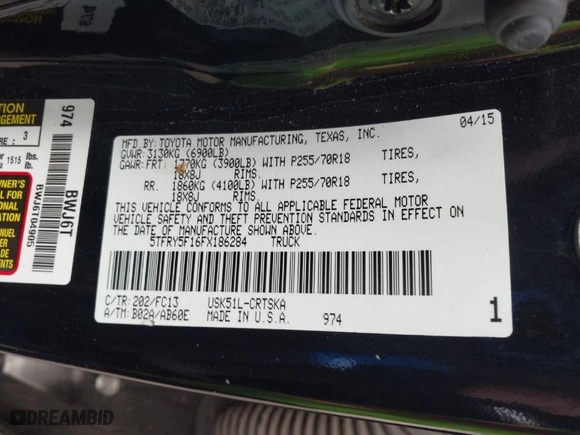 MFD.BY:TOYOTA MOTOR MANUFACTURING, TEXAS, INC. 04/15
GVWR:3130KG (6900LB)
GAWR:FRT. 1770KG (3900LB) WITH P255/70R18 TIRES,
18X8J RIMS.
RR. 1860KG (4100LB) WITH P255/70R18 TIRES,
18X8J RIMS.
THIS VEHICLE CONFORMS TO ALL APPLICABLE FEDERAL MOTOR
VEHICLE SAFETY AND THEFT PREVENTION STANDARDS IN EFFECT ON
THE DATE OF MANUFACTURE SHOWN ABOVE.
5TFRY5F16FX186284 TRUCK
C/TR:202/FC13 USK51L-CRTSKA
A/TM:B02A/AB60E MADE IN U.S.A. 974 1
974
3
1515 lbs.
BWJ6T
BWJ6T04905
DREAMBID